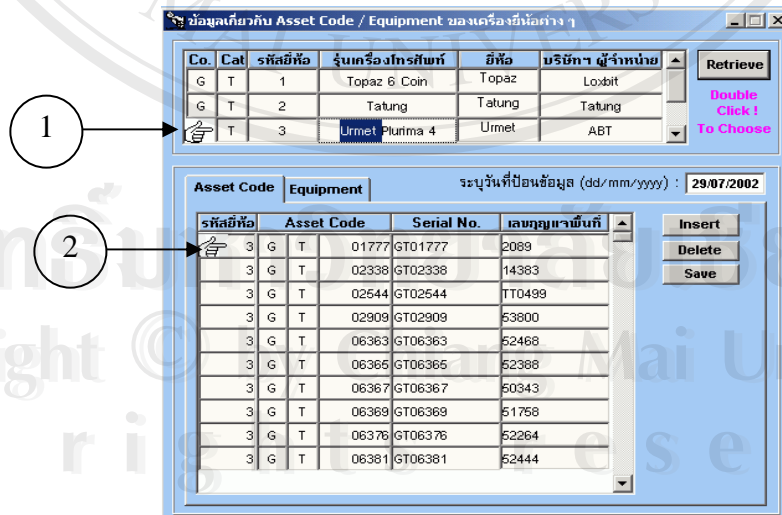 ข้อมูลเกี่ยวกับ Asset Code / Equipment ของเครื่องยี่ห้อต่าง ๆ
Co. Cat รหัสยี่ห้อ รุ่นเครื่องโทรศัพท์ ยี่ห้อ บริษัทฯ ผู้จำหน่าย Retrieve
G T 1 Topaz 6 Coin Topaz Loxbit
G T 2 Tatung Tatung Tatung
T 3 Urmet Plurima 4 Urmet ABT
Double
Click !
To Choose
1
Asset Code Equipment ระบุวันที่ป้อนข้อมูล (dd/mm/yyyy) : 29/07/2002
รหัสยี่ห้อ Asset Code Serial No. เลขกุญแจพื้นที่ Insert
2
3 G T 01777 GT01777 2089 Delete
3 G T 02338 GT02338 14383 Save
3 G T 02544 GT02544 TT0499
3 G T 02909 GT02909 53800
3 G T 06363 GT06363 52468
3 G T 06365 GT06365 52388
3 G T 06367 GT06367 50343
3 G T 06369 GT06369 51758
3 G T 06376 GT06376 52264
3 G T 06381 GT06381 52444